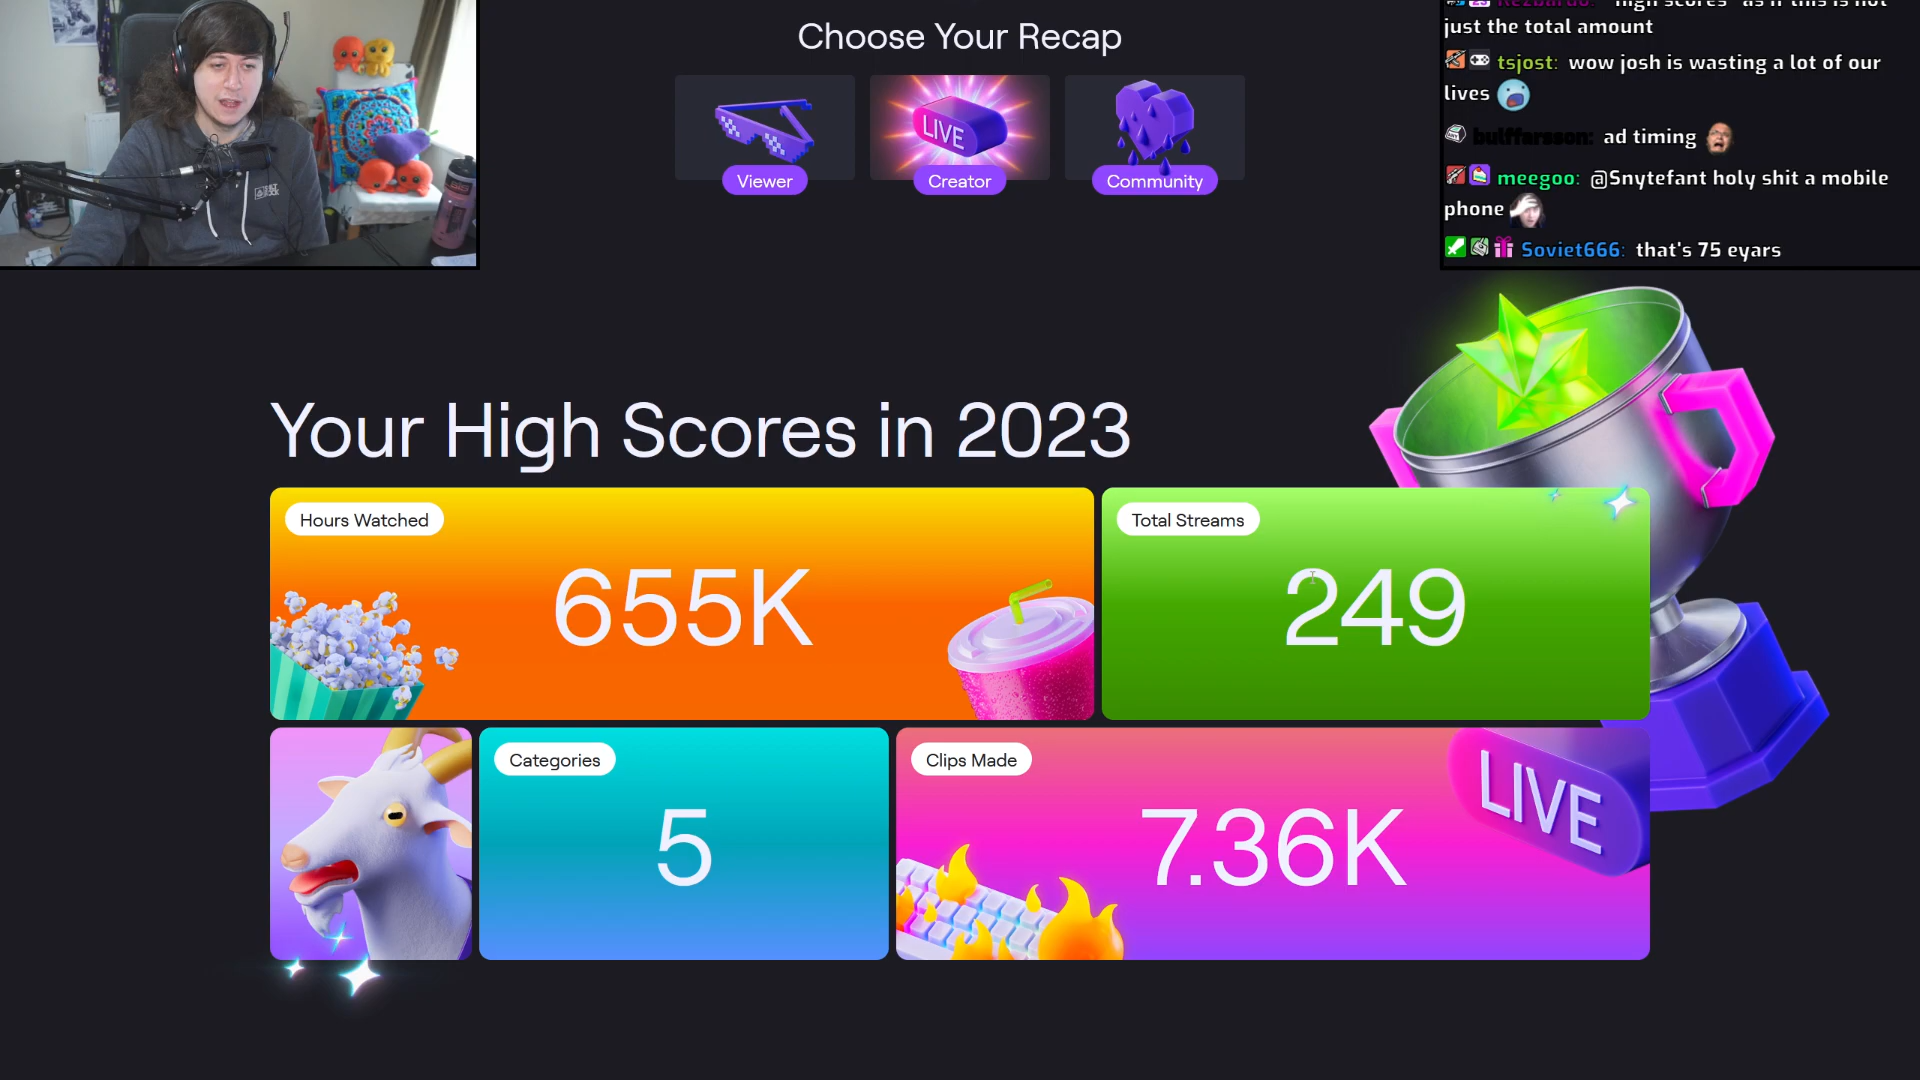 Choose Your Recap
LIVE
Viewer
Creator
Community
just the total amount
tsjost: wow josh is wasting a lot of our
lives
bulffarsson: ad timing
meegoo: @Snytefant holy shit a mobile
phone
Soviet666: that's 75 eyars
Your High Scores in 2023
Hours Watched
655K
Total Streams
249
Categories
5
Clips Made
7.36K
LIVE